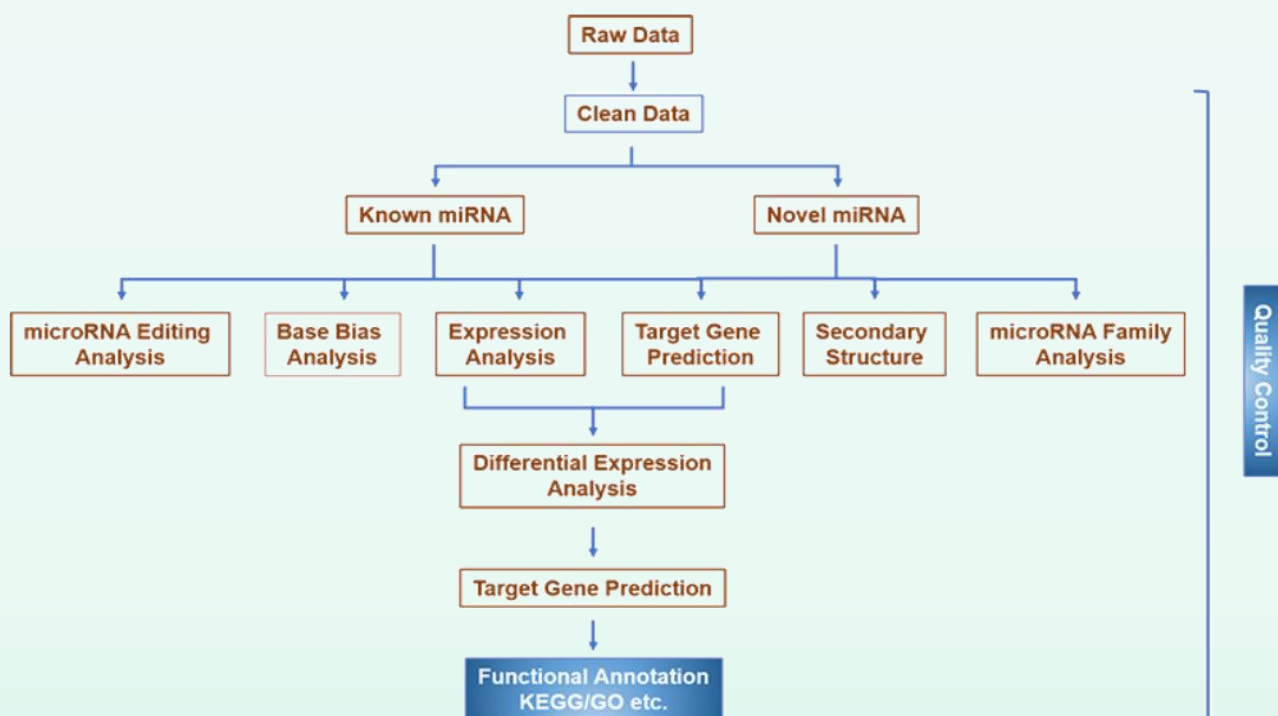 Raw Data
Clean Data
Known miRNA
Novel miRNA
microRNA Editing
Analysis
Base Bias
Analysis
Expression
Analysis
Target Gene
Prediction
Secondary
Structure
microRNA Family
Analysis
Quality Control
Differential Expression
Analysis
Target Gene Prediction
Functional Annotation
KEGG/GO etc.